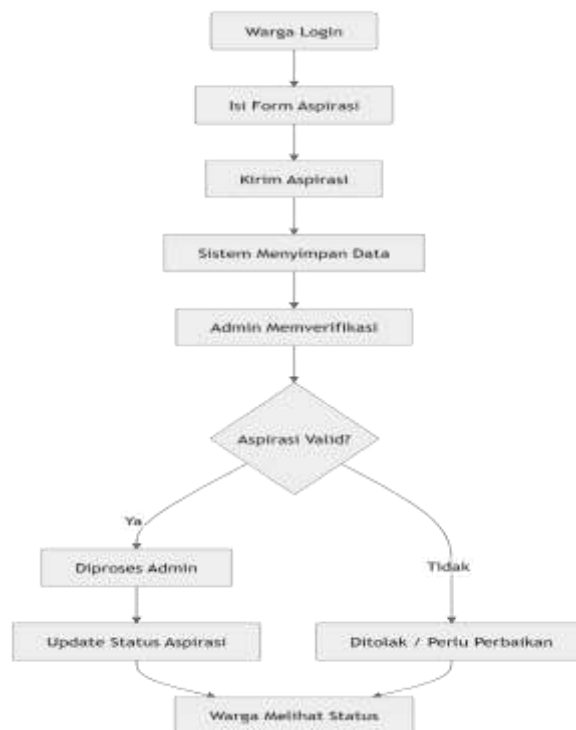 Warga Login
Isi Form Aspirasi
Kirim Aspirasi
Sistem Menyimpan Data
Admin Memverifikasi
Aspirasi Valid?
Ya
Tidak
Diproses Admin
Update Status Aspirasi
Ditolak / Perlu Perbaikan
Warga Melihat Status